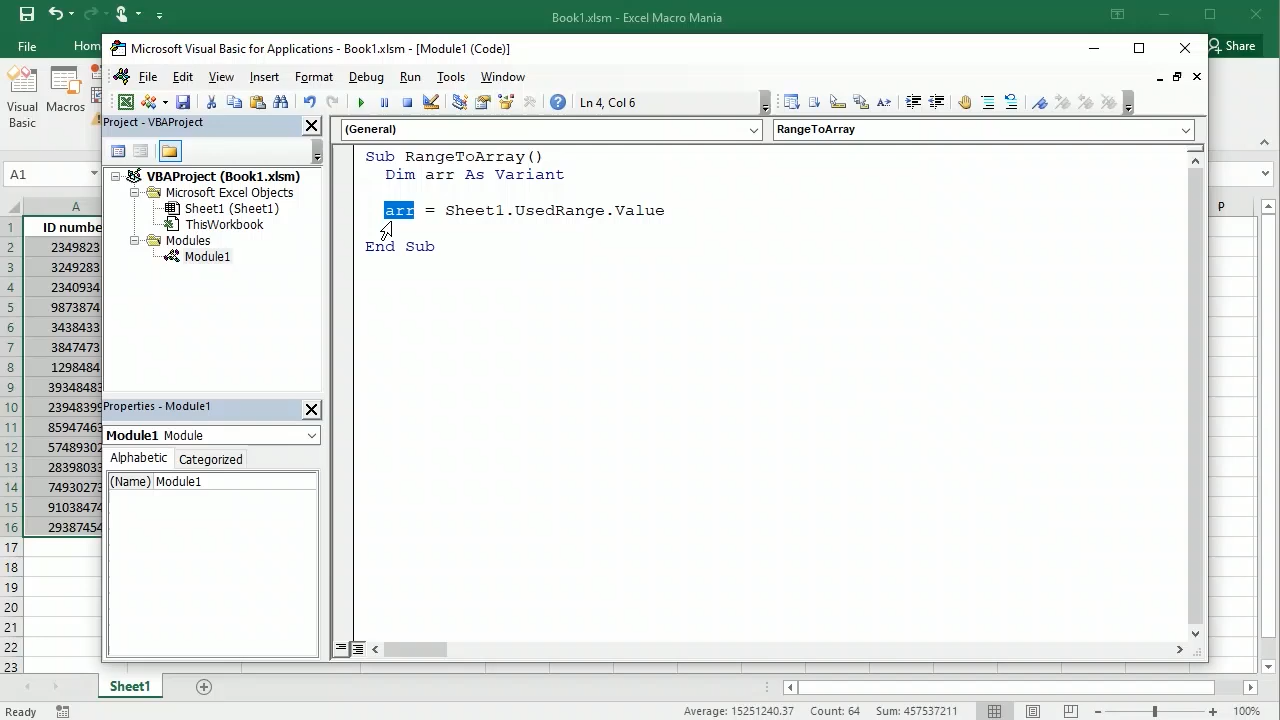 Book1.xlsm - Excel Macro Mania
File
Hom
Share
Visual Basic
Macros
Microsoft Visual Basic for Applications - Book1.xlsm - [Module1 (Code)]
File Edit View Insert Format Debug Run Tools Window
Ln 4, Col 6
Project - VBAProject
VBAProject (Book1.xlsm)
Microsoft Excel Objects
Sheet1 (Sheet1)
ThisWorkbook
Modules
Module1
Properties - Module1
Module1 Module
Alphabetic Categorized
(Name) Module1
(General)
RangeToArray
Sub RangeToArray()
Dim arr As Variant
arr = Sheet1.UsedRange.Value
End Sub
A1
A
P
1 ID numbe
2 2349823
3 3249283
4 2340934
5 9873874
6 3438433
7 3847473
8 1298484
9 39348483
10 23948399
11 85947463
12 57489302
13 28398033
14 74930273
15 91038474
16 29387454
17
18
19
20
21
22
23
Sheet1
Ready
Average: 15251240.37 Count: 64 Sum: 457537211
100%